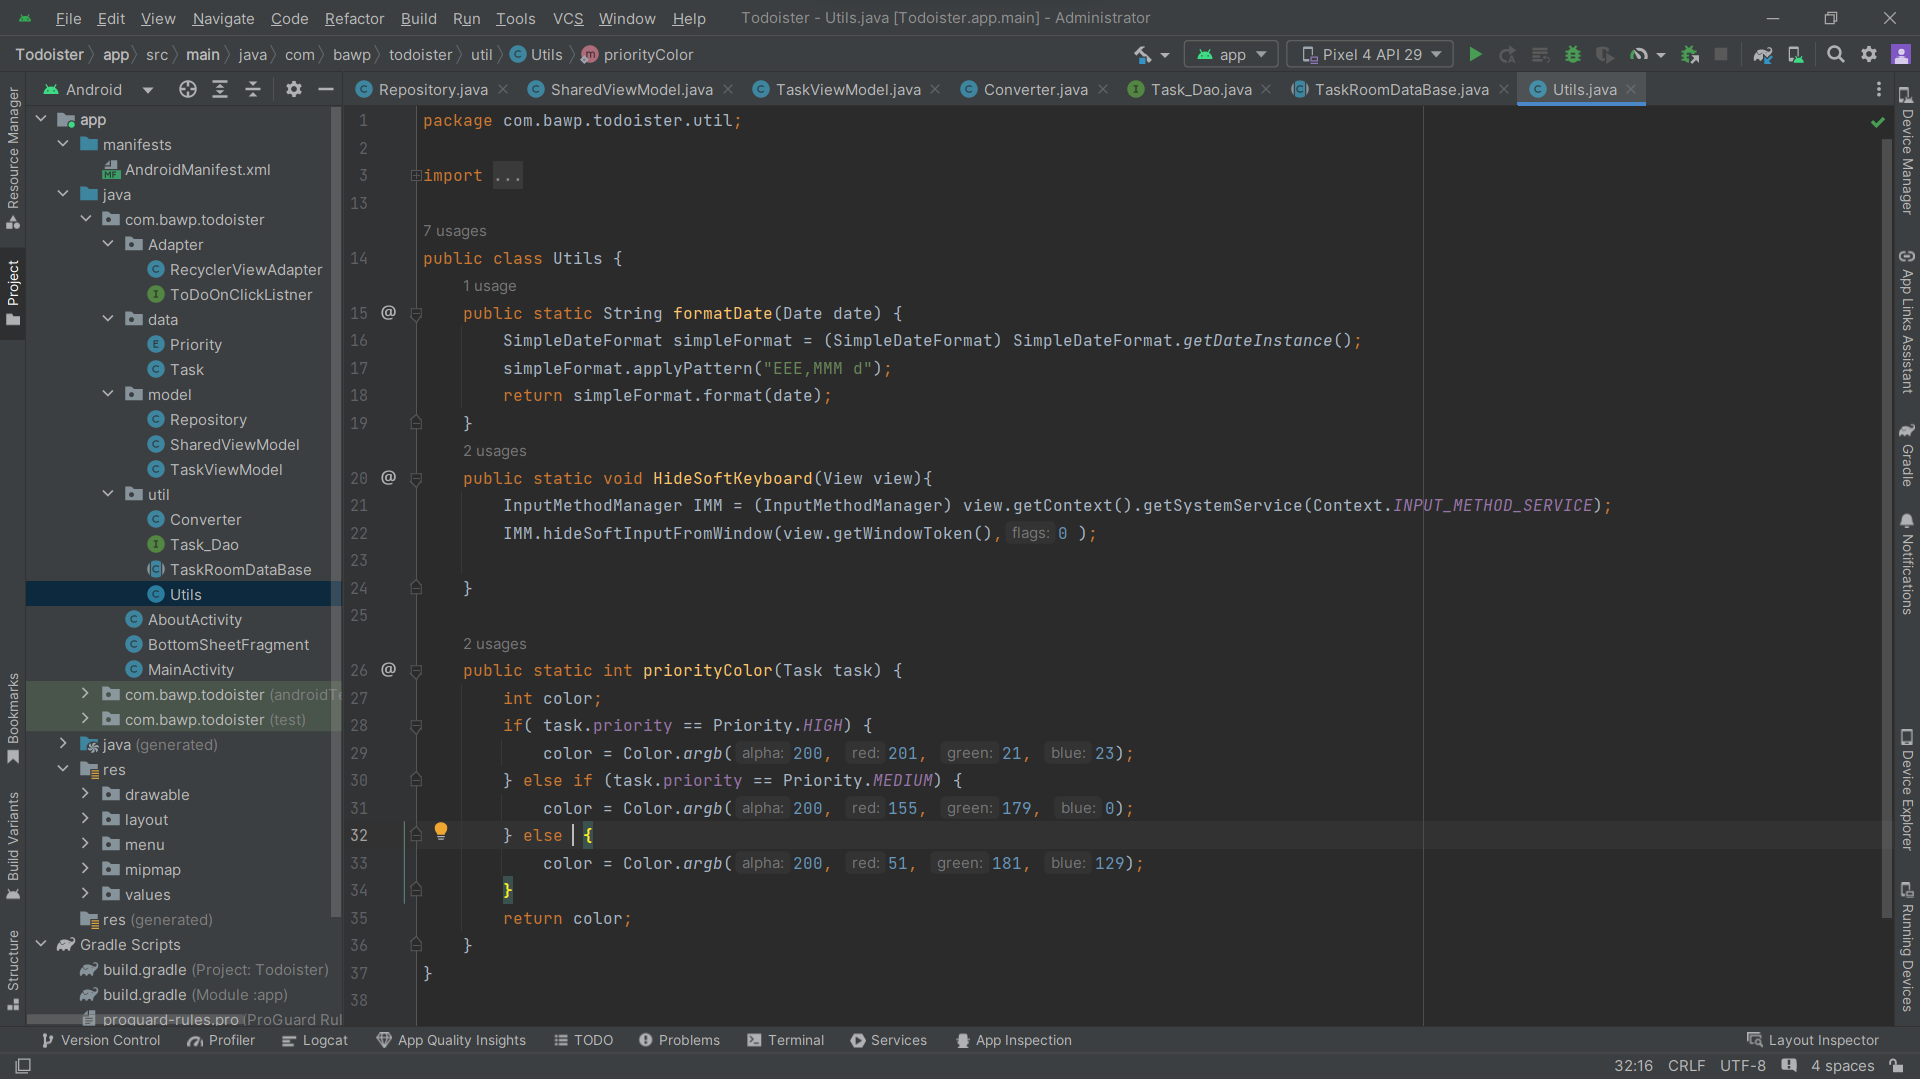 File Edit View Navigate Code Refactor Build Run Tools VCS Window Help Todoister - Utils.java [Todoister.app.main] - Administrator
Todoister app src main java com bawp todoister util Utils priorityColor app Pixel 4 API 29
Android Repository.java SharedViewModel.java TaskViewModel.java Converter.java Task_Dao.java TaskRoomDataBase.java Utils.java
Resource Manager
Project
Bookmarks
Build Variants
Structure
app
manifests
AndroidManifest.xml
java
com.bawp.todoister
Adapter
RecyclerViewAdapter
ToDoOnClickListner
data
Priority
Task
model
Repository
SharedViewModel
TaskViewModel
util
Converter
Task_Dao
TaskRoomDataBase
Utils
AboutActivity
BottomSheetFragment
MainActivity
com.bawp.todoister (androidTe
com.bawp.todoister (test)
java (generated)
res
drawable
layout
menu
mipmap
values
res (generated)
Gradle Scripts
build.gradle (Project: Todoister)
build.gradle (Module :app)
proguard-rules.pro (ProGuard Rul
1 package com.bawp.todoister.util;
2
3 import ...
13
7 usages
14 public class Utils {
1 usage
15 @ public static String formatDate(Date date) {
16 SimpleDateFormat simpleFormat = (SimpleDateFormat) SimpleDateFormat.getDateInstance();
17 simpleFormat.applyPattern("EEE,MMM d");
18 return simpleFormat.format(date);
19 }
2 usages
20 @ public static void HideSoftKeyboard(View view){
21 InputMethodManager IMM = (InputMethodManager) view.getContext().getSystemService(Context.INPUT_METHOD_SERVICE);
22 IMM.hideSoftInputFromWindow(view.getWindowToken(), flags: 0 );
23
24 }
25
2 usages
26 @ public static int priorityColor(Task task) {
27 int color;
28 if( task.priority == Priority.HIGH) {
29 color = Color.argb( alpha: 200, red: 201, green: 21, blue: 23);
30 } else if (task.priority == Priority.MEDIUM) {
31 color = Color.argb( alpha: 200, red: 155, green: 179, blue: 0);
32 } else {
33 color = Color.argb( alpha: 200, red: 51, green: 181, blue: 129);
34 }
35 return color;
36 }
37 }
38
Device Manager
App Links Assistant
Gradle
Notifications
Device Explorer
Running Devices
Version Control Profiler Logcat App Quality Insights TODO Problems Terminal Services App Inspection Layout Inspector
32:16 CRLF UTF-8 4 spaces